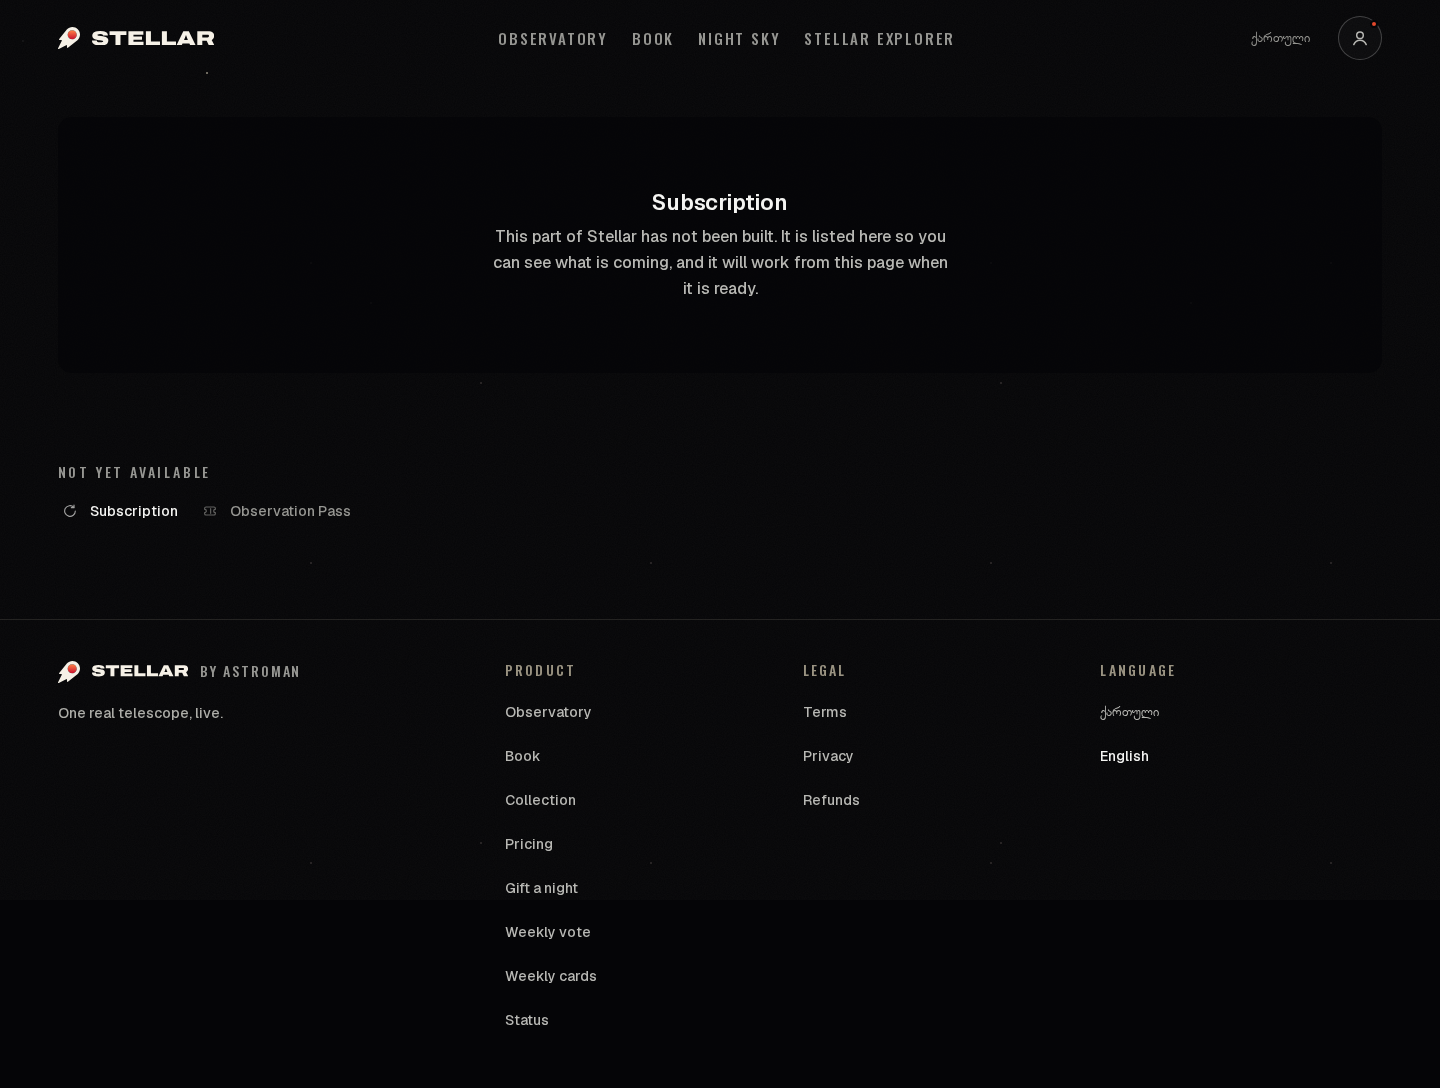 STELLAR
OBSERVATORY BOOK NIGHT SKY STELLAR EXPLORER
ქართული
Subscription
This part of Stellar has not been built. It is listed here so you
can see what is coming, and it will work from this page when
it is ready.
NOT YET AVAILABLE
Subscription Observation Pass
STELLAR BY ASTROMAN
One real telescope, live.
PRODUCT
Observatory
Book
Collection
Pricing
Gift a night
Weekly vote
Weekly cards
Status
LEGAL
Terms
Privacy
Refunds
LANGUAGE
ქართული
English